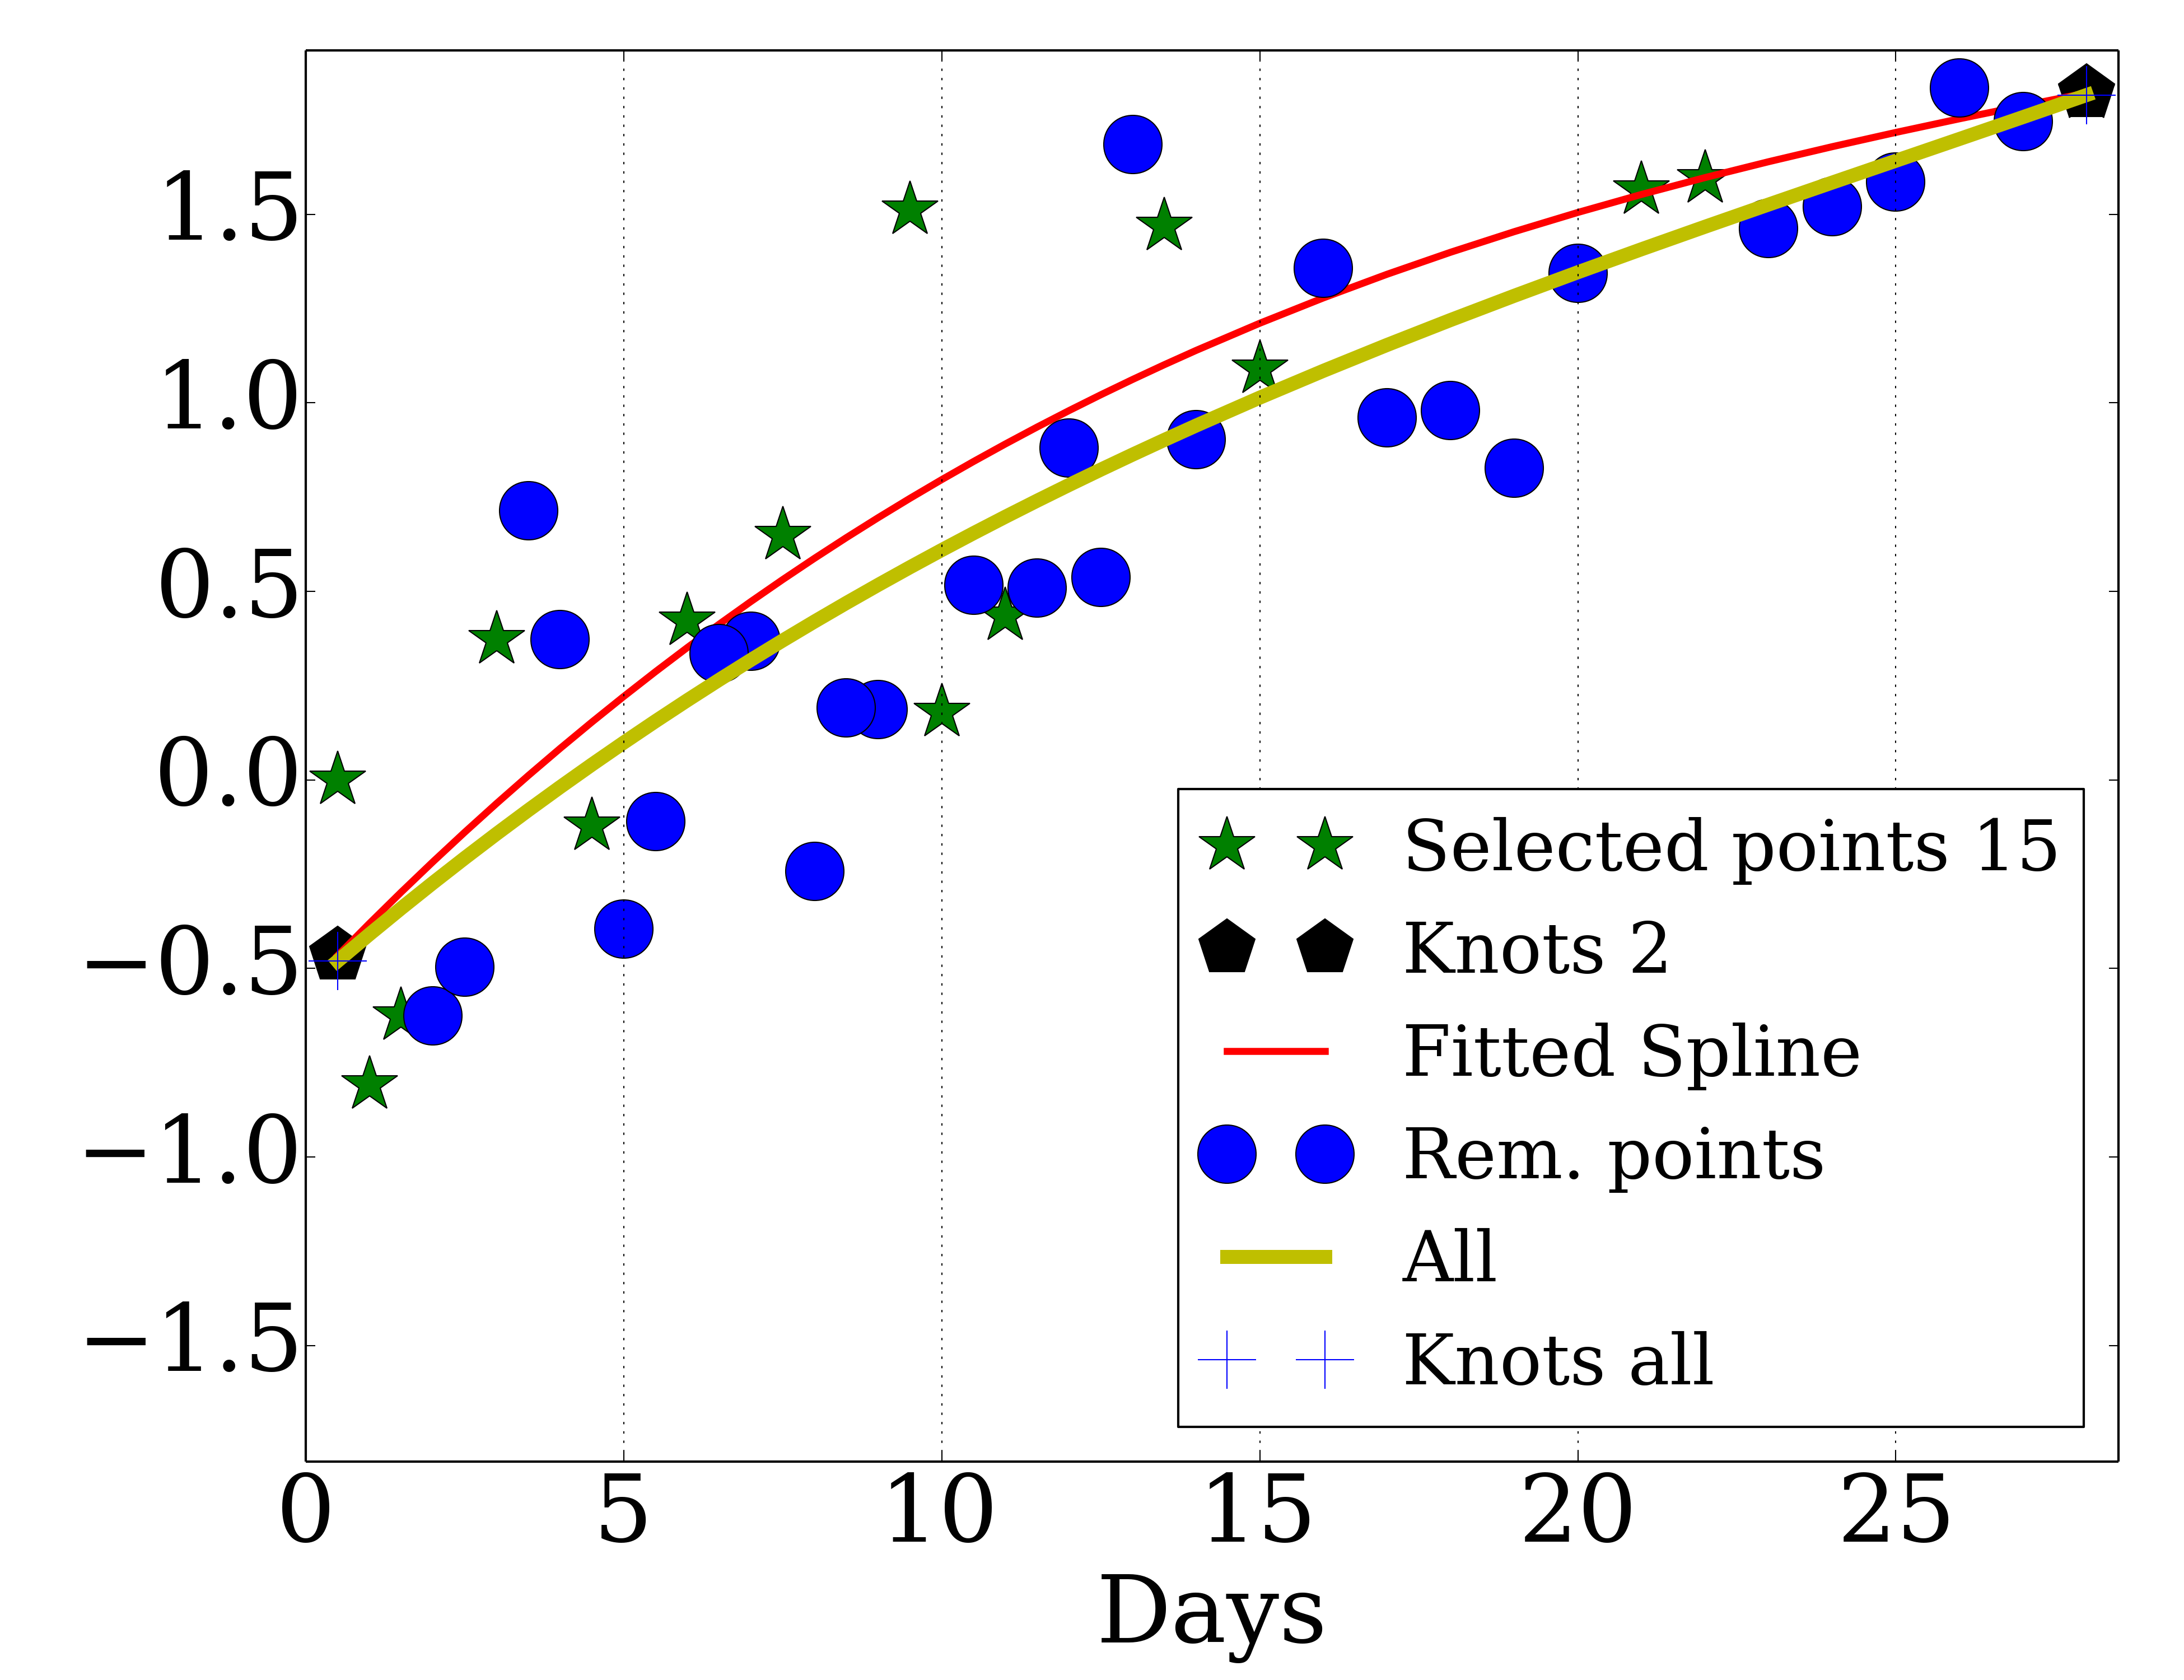 1.5
1.0
0.5
0.0
−0.5
−1.0
−1.5
0 5 10 15 20 25
Days
Selected points 15
Knots 2
Fitted Spline
Rem. points
All
Knots all